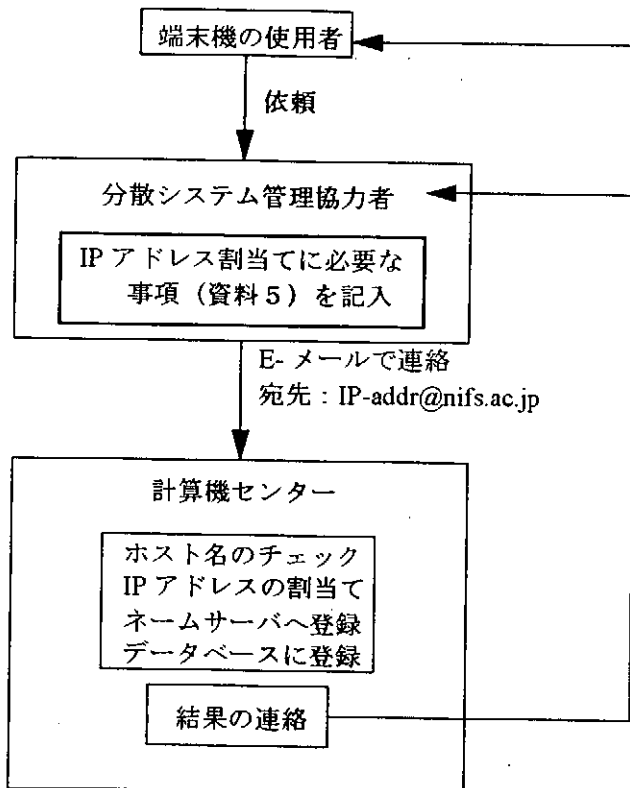 端末機の使用者
依頼
分散システム管理協力者
IPアドレス割当てに必要な
事項（資料5）を記入
E-メールで連絡
宛先：IP-addr@nifs.ac.jp
計算機センター
ホスト名のチェック
IPアドレスの割当て
ネームサーバへ登録
データベースに登録
結果の連絡